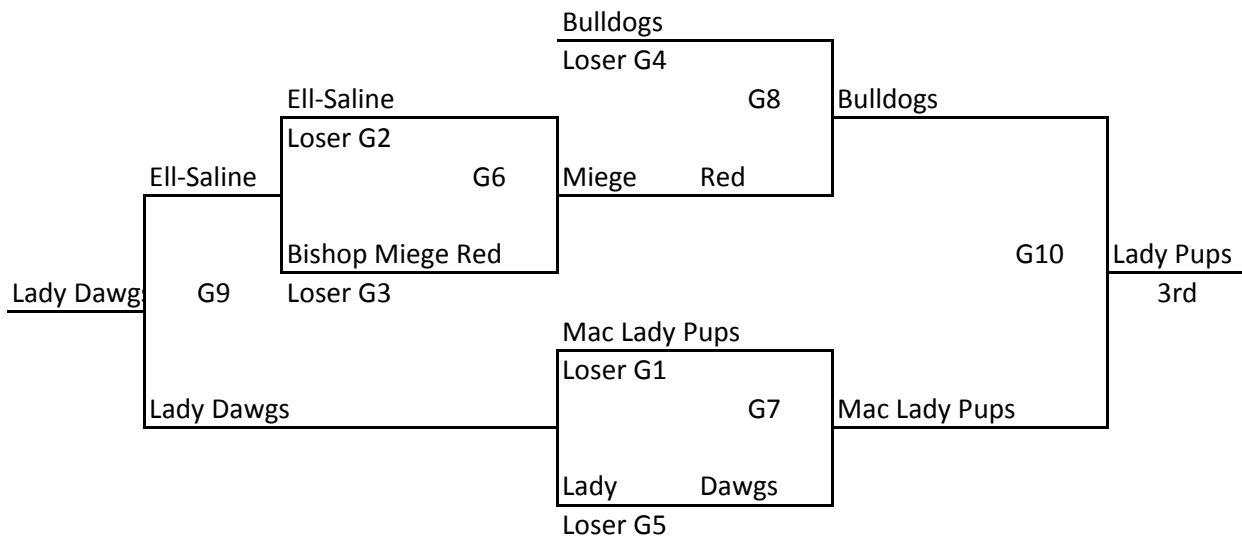 Bulldogs
Loser G4
Ell-Saline G8 Bulldogs
Loser G2
Ell-Saline G6 Miege Red
Bishop Miege Red G10 Lady Pups
Lady Dawgs G9 Loser G3 3rd
Mac Lady Pups
Loser G1
Lady Dawgs G7 Mac Lady Pups
Lady Dawgs
Loser G5